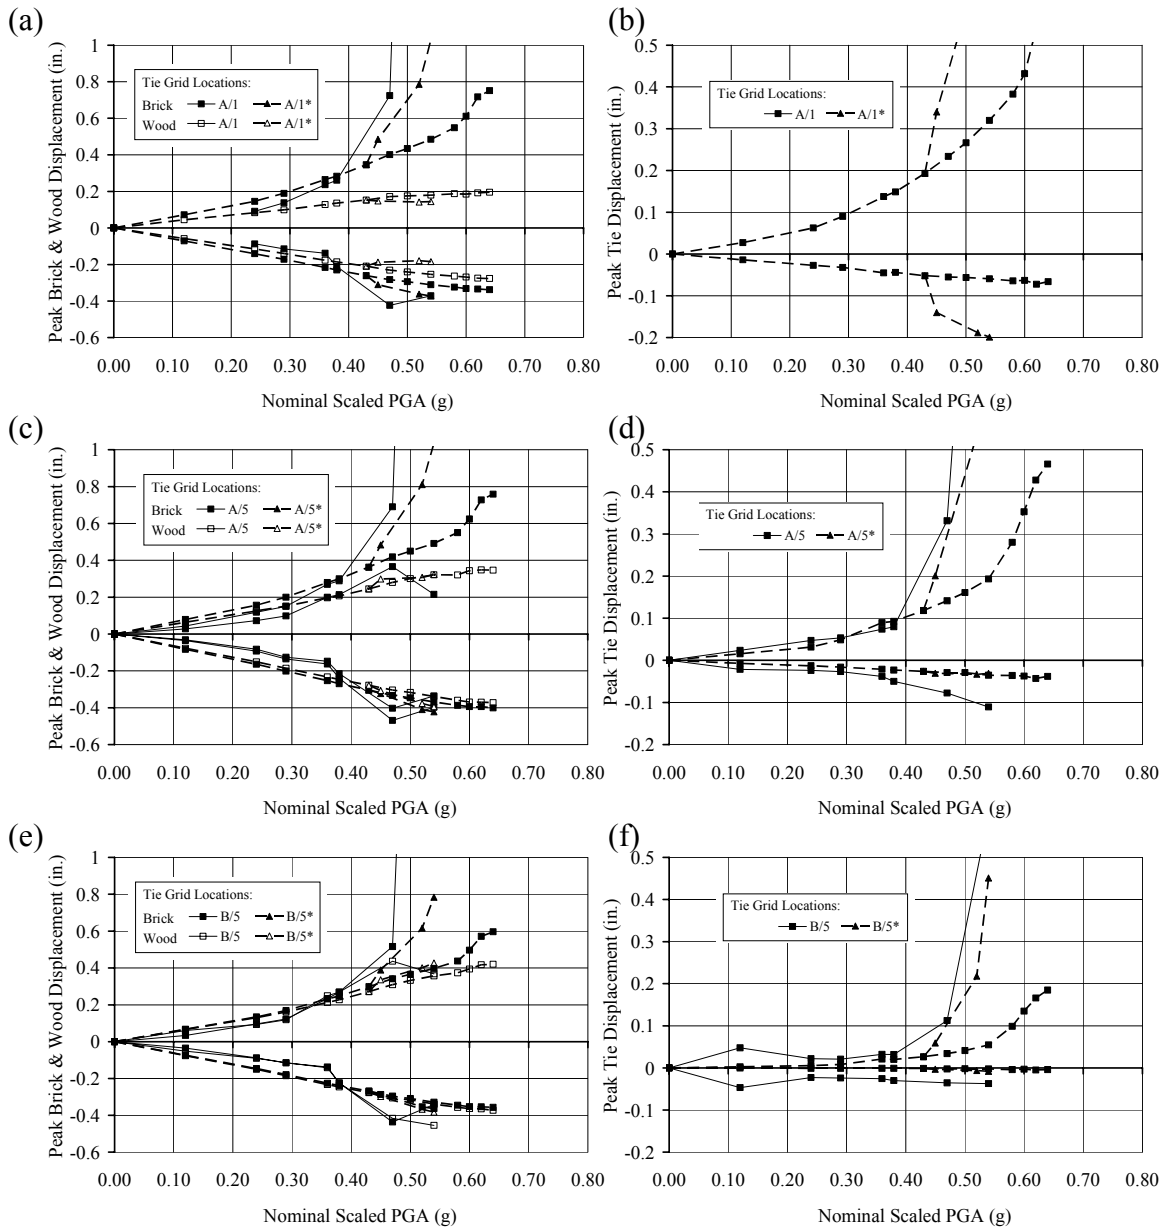 (a)
Peak Brick & Wood Displacement (in.)
1
0.8
0.6
0.4
0.2
0
-0.2
-0.4
-0.6
Tie Grid Locations:
Brick A/1 A/1*
Wood A/1 A/1*
0.00 0.10 0.20 0.30 0.40 0.50 0.60 0.70 0.80
Nominal Scaled PGA (g)
(b)
Peak Tie Displacement (in.)
0.5
0.4
0.3
0.2
0.1
0
-0.1
-0.2
Tie Grid Locations:
A/1 A/1*
0.00 0.10 0.20 0.30 0.40 0.50 0.60 0.70 0.80
Nominal Scaled PGA (g)
(c)
Peak Brick & Wood Displacement (in.)
1
0.8
0.6
0.4
0.2
0
-0.2
-0.4
-0.6
Tie Grid Locations:
Brick A/5 A/5*
Wood A/5 A/5*
0.00 0.10 0.20 0.30 0.40 0.50 0.60 0.70 0.80
Nominal Scaled PGA (g)
(d)
Peak Tie Displacement (in.)
0.5
0.4
0.3
0.2
0.1
0
-0.1
-0.2
Tie Grid Locations:
A/5 A/5*
0.00 0.10 0.20 0.30 0.40 0.50 0.60 0.70 0.80
Nominal Scaled PGA (g)
(e)
Peak Brick & Wood Displacement (in.)
1
0.8
0.6
0.4
0.2
0
-0.2
-0.4
-0.6
Tie Grid Locations:
Brick B/5 B/5*
Wood B/5 B/5*
0.00 0.10 0.20 0.30 0.40 0.50 0.60 0.70 0.80
Nominal Scaled PGA (g)
(f)
Peak Tie Displacement (in.)
0.5
0.4
0.3
0.2
0.1
0
-0.1
-0.2
Tie Grid Locations:
B/5 B/5*
0.00 0.10 0.20 0.30 0.40 0.50 0.60 0.70 0.80
Nominal Scaled PGA (g)